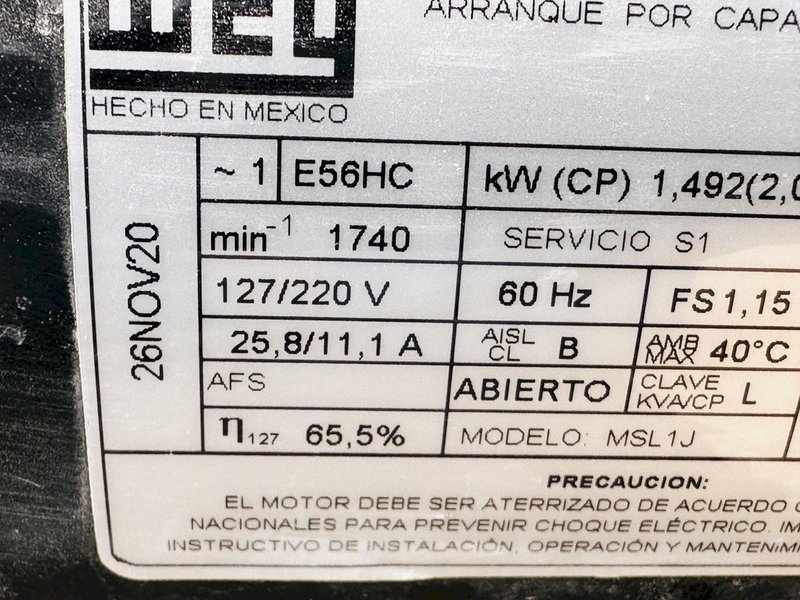 WEG
ARRANQUE POR
HECHO EN MEXICO
26NOV20
~ 1 E56HC kW (CP) 1,492(2,0
min-1 1740 SERVICIO S1
127/220 V 60 Hz FS 1,15
25,8/11,1 A AISL CL B AMB MAX 40°C
AFS ABIERTO CLAVE KVA/CP L
η127 65,5% MODELO: MSL1J
PRECAUCION:
EL MOTOR DEBE SER ATERRIZADO DE ACUERDO
NACIONALES PARA PREVENIR CHOQUE ELÉCTRICO.
INSTRUCTIVO DE INSTALACIÓN, OPERACIÓN Y